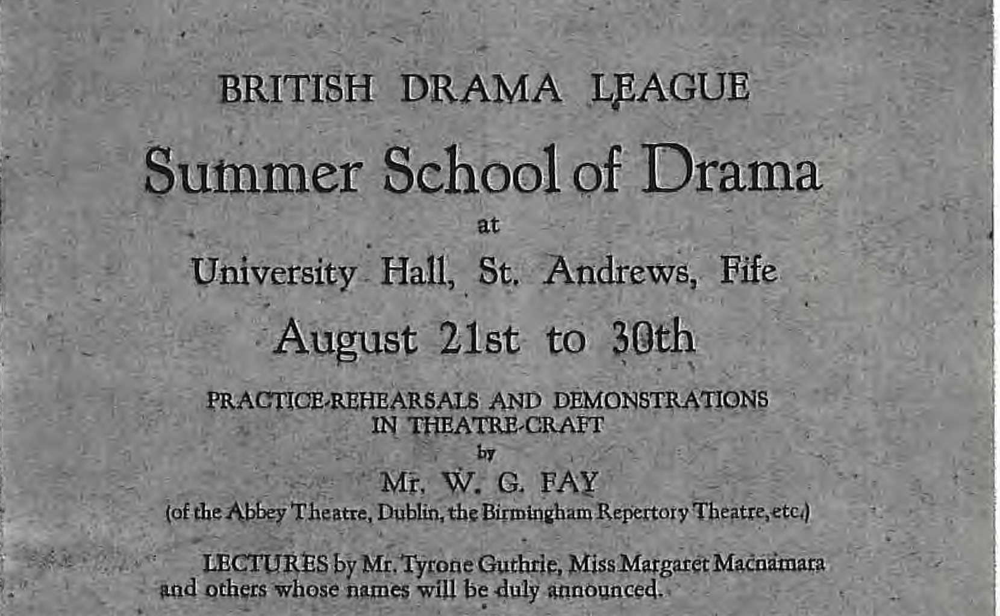 BRITISH DRAMA LEAGUE
Summer School of Drama
at
University Hall, St. Andrews, Fife
August 21st to 30th
PRACTICE-REHEARSALS AND DEMONSTRATIONS
IN THEATRE-CRAFT
by
Mr. W. G. FAY
(of the Abbey Theatre, Dublin, the Birmingham Repertory Theatre, etc.)
LECTURES by Mr. Tyrone Guthrie, Miss Margaret Macnamara
and others whose names will be duly announced.